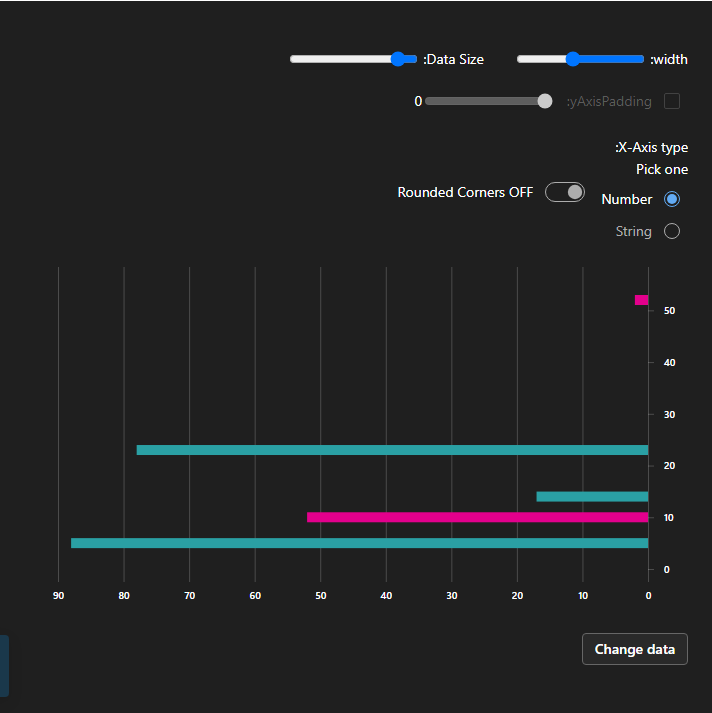 :width
:Data Size
:yAxisPadding
0
:X-Axis type
Pick one
Number
Rounded Corners OFF
String
50
40
30
20
10
0
90 80 70 60 50 40 30 20 10 0
Change data